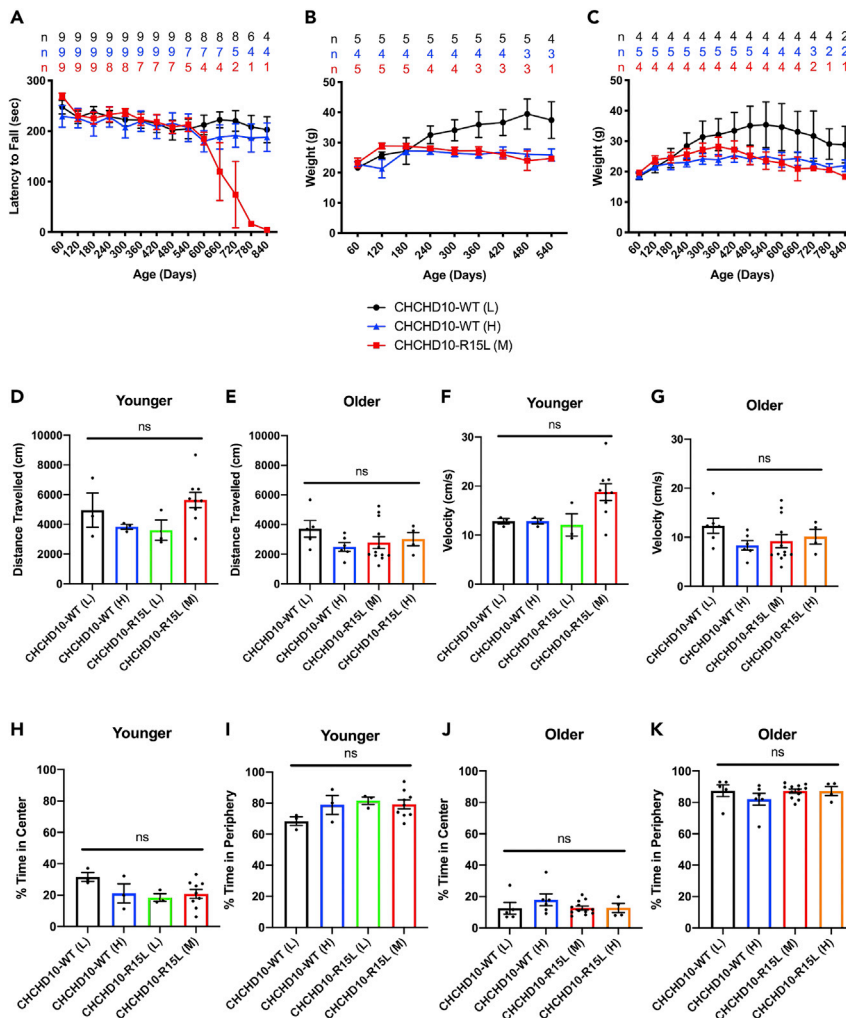 A
n 9 9 9 9 9 9 9 9 8 8 8 8 6 4
n 9 9 9 9 9 9 9 9 7 7 7 5 4 4
n 9 9 9 8 8 7 7 7 5 4 4 2 1 1
Latency to Fall (sec)
300
200
100
0
60 120 180 240 300 360 420 480 540 600 660 720 780 840
Age (Days)
B
n 5 5 5 5 5 5 5 5 4
n 4 4 4 4 4 4 4 3 3
n 5 5 5 4 4 3 3 3 1
Weight (g)
50
40
30
20
10
0
60 120 180 240 300 360 420 480 540
Age (Days)
C
n 4 4 4 4 4 4 4 4 4 4 4 4 4 2
n 5 5 5 5 5 5 5 4 4 4 4 3 2 2
n 4 4 4 4 4 4 4 4 4 4 4 2 1 1
Weight (g)
50
40
30
20
10
0
60 120 180 240 300 360 420 480 540 600 660 720 780 840
Age (Days)
CHCHD10-WT (L)
CHCHD10-WT (H)
CHCHD10-R15L (M)
D
Younger
ns
Distance Travelled (cm)
10000
8000
6000
4000
2000
0
CHCHD10-WT (L)
CHCHD10-WT (H)
CHCHD10-R15L (L)
CHCHD10-R15L (M)
E
Older
ns
Distance Travelled (cm)
10000
8000
6000
4000
2000
0
CHCHD10-WT (L)
CHCHD10-WT (H)
CHCHD10-R15L (M)
CHCHD10-R15L (H)
F
Younger
ns
Velocity (cm/s)
30
20
10
0
CHCHD10-WT (L)
CHCHD10-WT (H)
CHCHD10-R15L (L)
CHCHD10-R15L (M)
G
Older
ns
Velocity (cm/s)
30
20
10
0
CHCHD10-WT (L)
CHCHD10-WT (H)
CHCHD10-R15L (M)
CHCHD10-R15L (H)
H
Younger
ns
% Time in Center
100
80
60
40
20
0
CHCHD10-WT (L)
CHCHD10-WT (H)
CHCHD10-R15L (L)
CHCHD10-R15L (M)
I
Younger
ns
% Time in Periphery
100
80
60
40
20
0
CHCHD10-WT (L)
CHCHD10-WT (H)
CHCHD10-R15L (L)
CHCHD10-R15L (M)
J
Older
ns
% Time in Center
100
80
60
40
20
0
CHCHD10-WT (L)
CHCHD10-WT (H)
CHCHD10-R15L (M)
CHCHD10-R15L (H)
K
Older
ns
% Time in Periphery
100
80
60
40
20
0
CHCHD10-WT (L)
CHCHD10-WT (H)
CHCHD10-R15L (M)
CHCHD10-R15L (H)